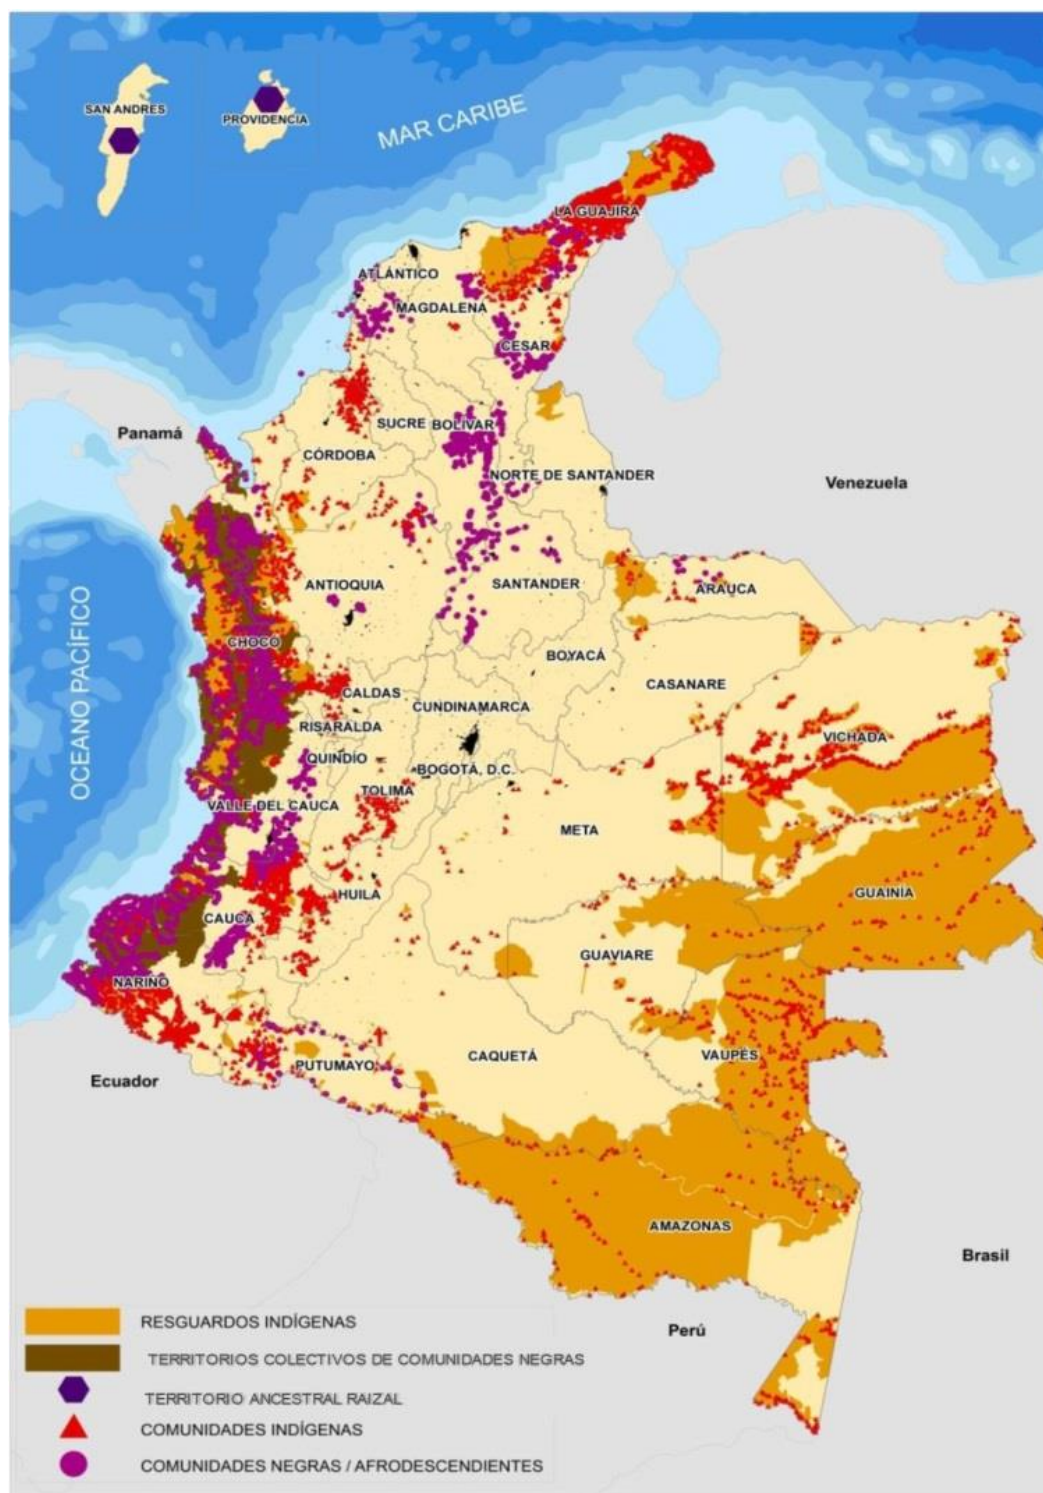 SAN ANDRES
PROVIDENCIA
MAR CARIBE
LA GUAJIRA
ATLÁNTICO
MAGDALENA
CESAR
SUCRE
BOLIVAR
Panamá
CÓRDOBA
NORTE DE SANTANDER
Venezuela
ANTIOQUIA
SANTANDER
ARAUCA
OCEANO PACÍFICO
CHOCÓ
BOYACÁ
CASANARE
CALDAS
CUNDINAMARCA
RISARALDA
VICHADA
QUINDÍO
BOGOTÁ, D.C.
TOLIMA
VALLE DEL CAUCA
META
HUILA
GUAINÍA
CAUCA
GUAVIARE
NARIÑO
CAQUETÁ
VAUPÉS
PUTUMAYO
Ecuador
AMAZONAS
Brasil
Perú
RESGUARDOS INDÍGENAS
TERRITORIOS COLECTIVOS DE COMUNIDADES NEGRAS
TERRITORIO ANCESTRAL RAIZAL
COMUNIDADES INDÍGENAS
COMUNIDADES NEGRAS / AFRODESCENDIENTES